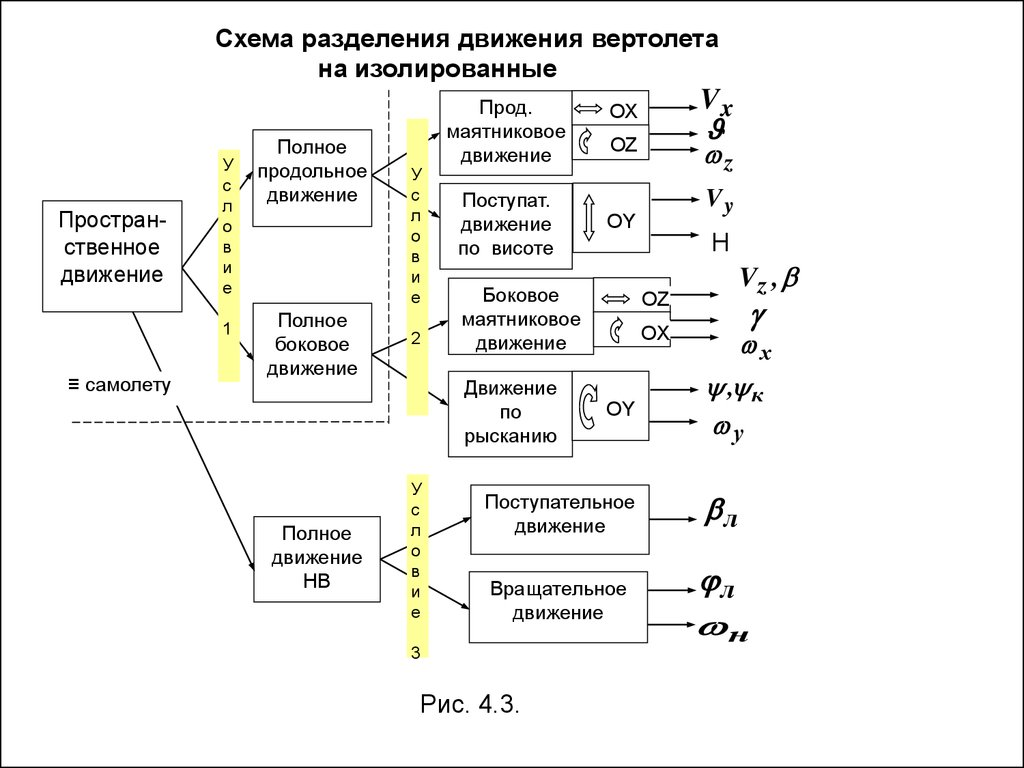 Схема разделения движения вертолета
на изолированные
Простран-
ственное
движение
≡ самолету
У
с
л
о
в
и
е
1
Полное
продольное
движение
Полное
боковое
движение
У
с
л
о
в
и
е
2
Прод.
маятниковое
движение
OX
OZ
Vx
ϑ
ωz
Поступат.
движение
по висоте
OY
Vy
H
Боковое
маятниковое
движение
OZ
OX
Vz , β
γ
ωx
Движение
по
рысканию
OY
ψ,ψк
ωy
Полное
движение
НВ
У
с
л
о
в
и
е
3
Поступательное
движение
βл
Вращательное
движение
φл
ωн
Рис. 4.3.